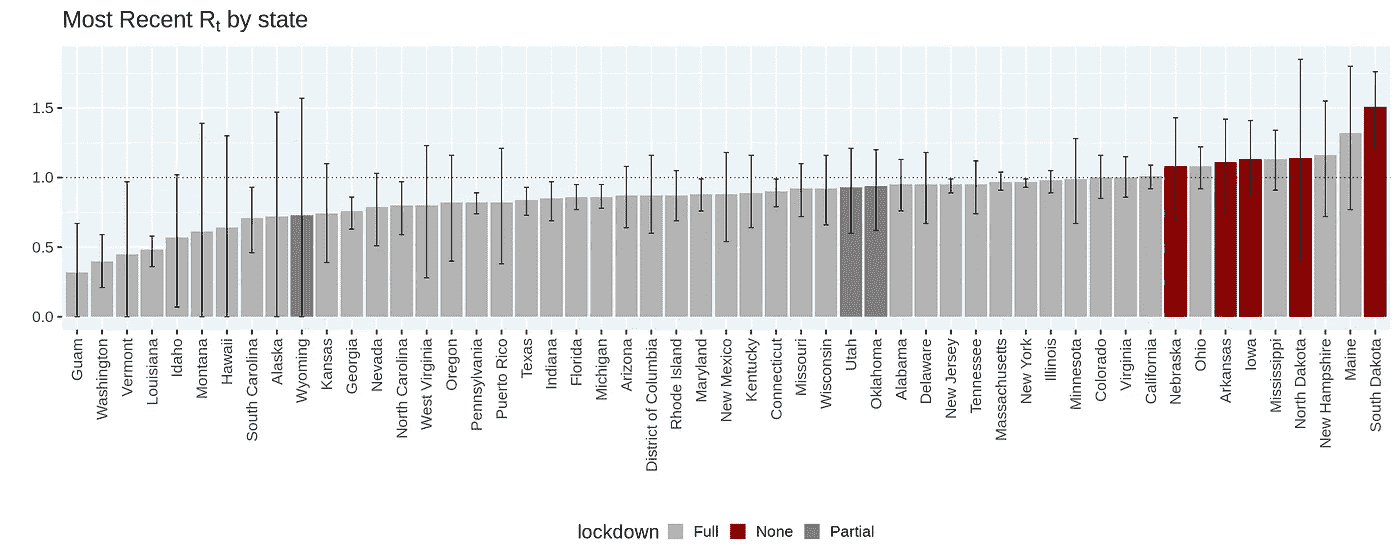 Most Recent Rt by state
1.5
1.0
0.5
0.0
Guam
Washington
Vermont
Louisiana
Idaho
Montana
Hawaii
South Carolina
Alaska
Wyoming
Kansas
Georgia
Nevada
North Carolina
West Virginia
Oregon
Pennsylvania
Puerto Rico
Texas
Indiana
Florida
Michigan
Arizona
District of Columbia
Rhode Island
Maryland
New Mexico
Kentucky
Connecticut
Missouri
Wisconsin
Utah
Oklahoma
Alabama
Delaware
New Jersey
Tennessee
Massachusetts
New York
Illinois
Minnesota
Colorado
Virginia
California
Nebraska
Ohio
Arkansas
Iowa
Mississippi
North Dakota
New Hampshire
Maine
South Dakota
lockdown Full None Partial